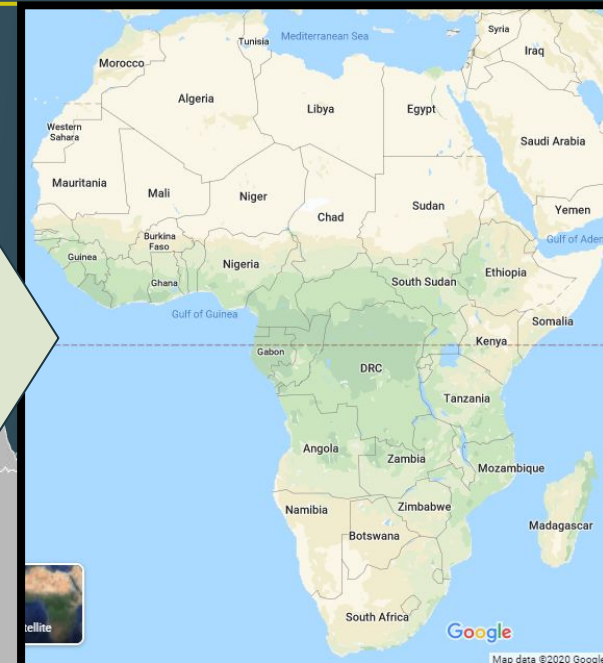 Syria
Tunisia
Mediterranean Sea
Iraq
Morocco
Algeria
Libya
Egypt
Western
Sahara
Saudi Arabia
Mauritania
Mali
Niger
Chad
Sudan
Yemen
Burkina
Faso
Gulf of Aden
Guinea
Nigeria
Ethiopia
Ghana
South Sudan
Gulf of Guinea
Somalia
Gabon
Kenya
DRC
Tanzania
Angola
Zambia
Mozambique
Namibia
Zimbabwe
Botswana
Madagascar
South Africa
tellite
Google
Map data ©2020 Google